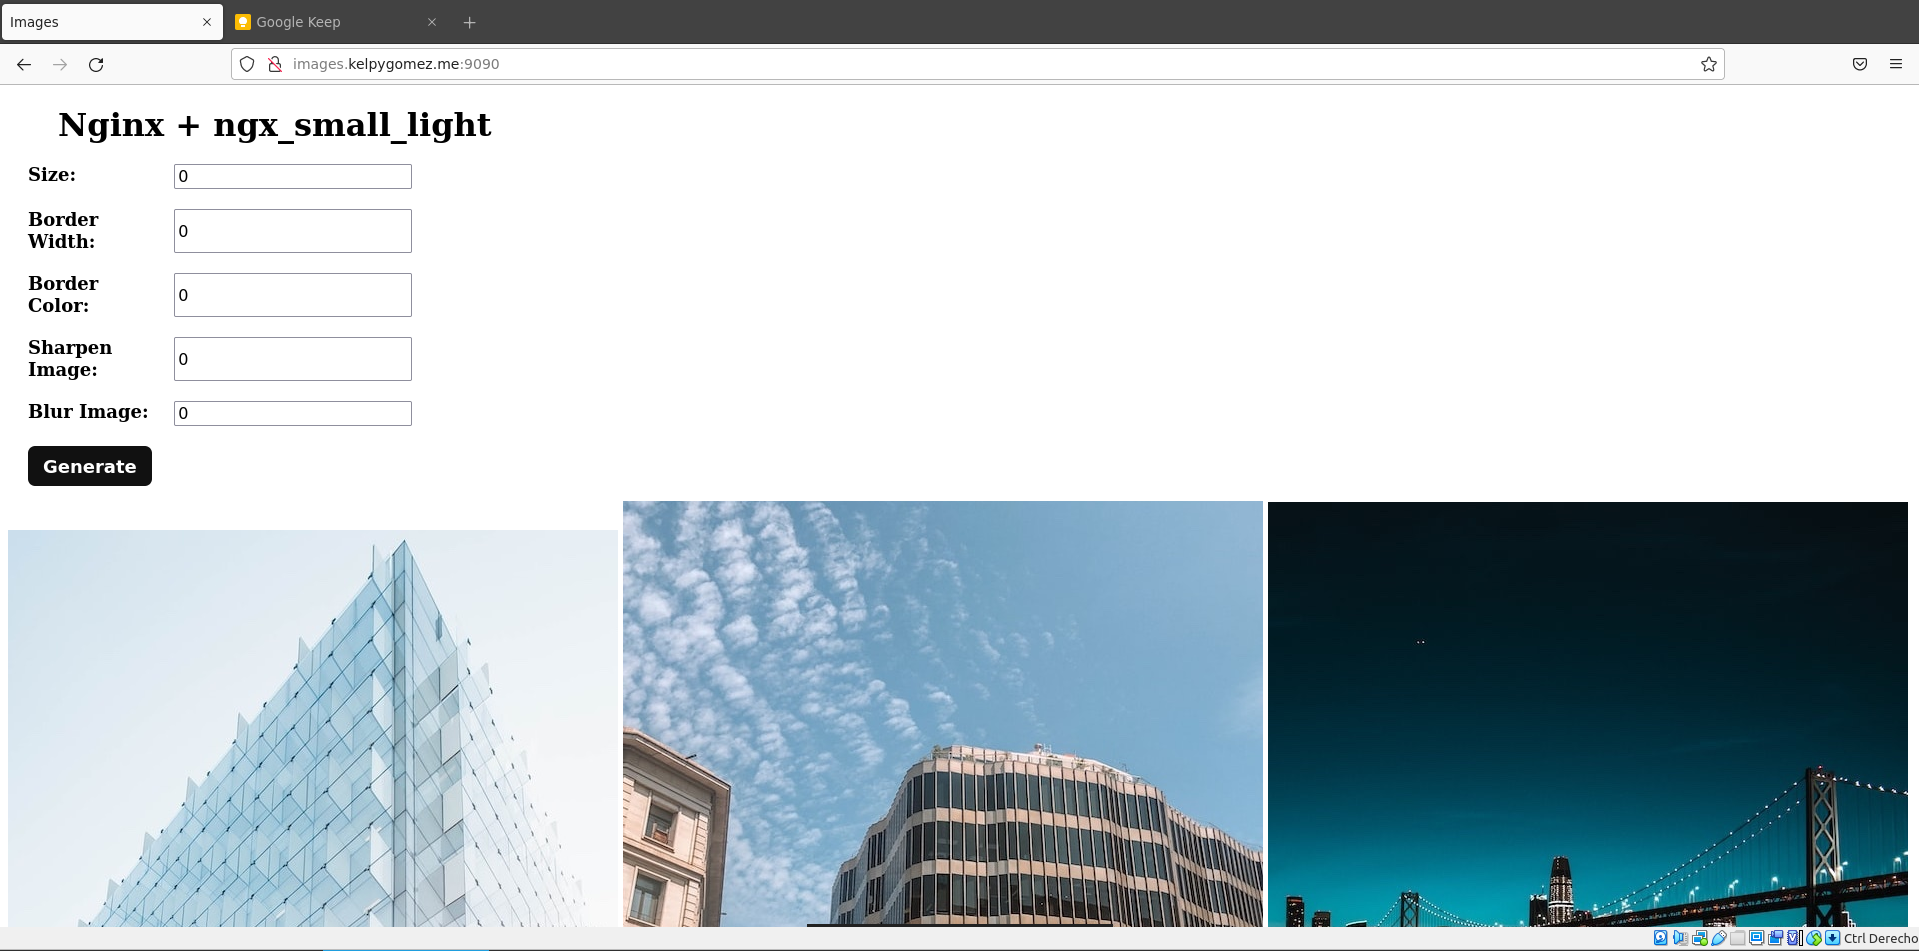 Images
Google Keep
images.kelpygomez.me:9090
Nginx + ngx_small_light
Size:
0
Border
Width:
0
Border
Color:
0
Sharpen
Image:
0
Blur Image:
0
Generate
Ctrl Derecho